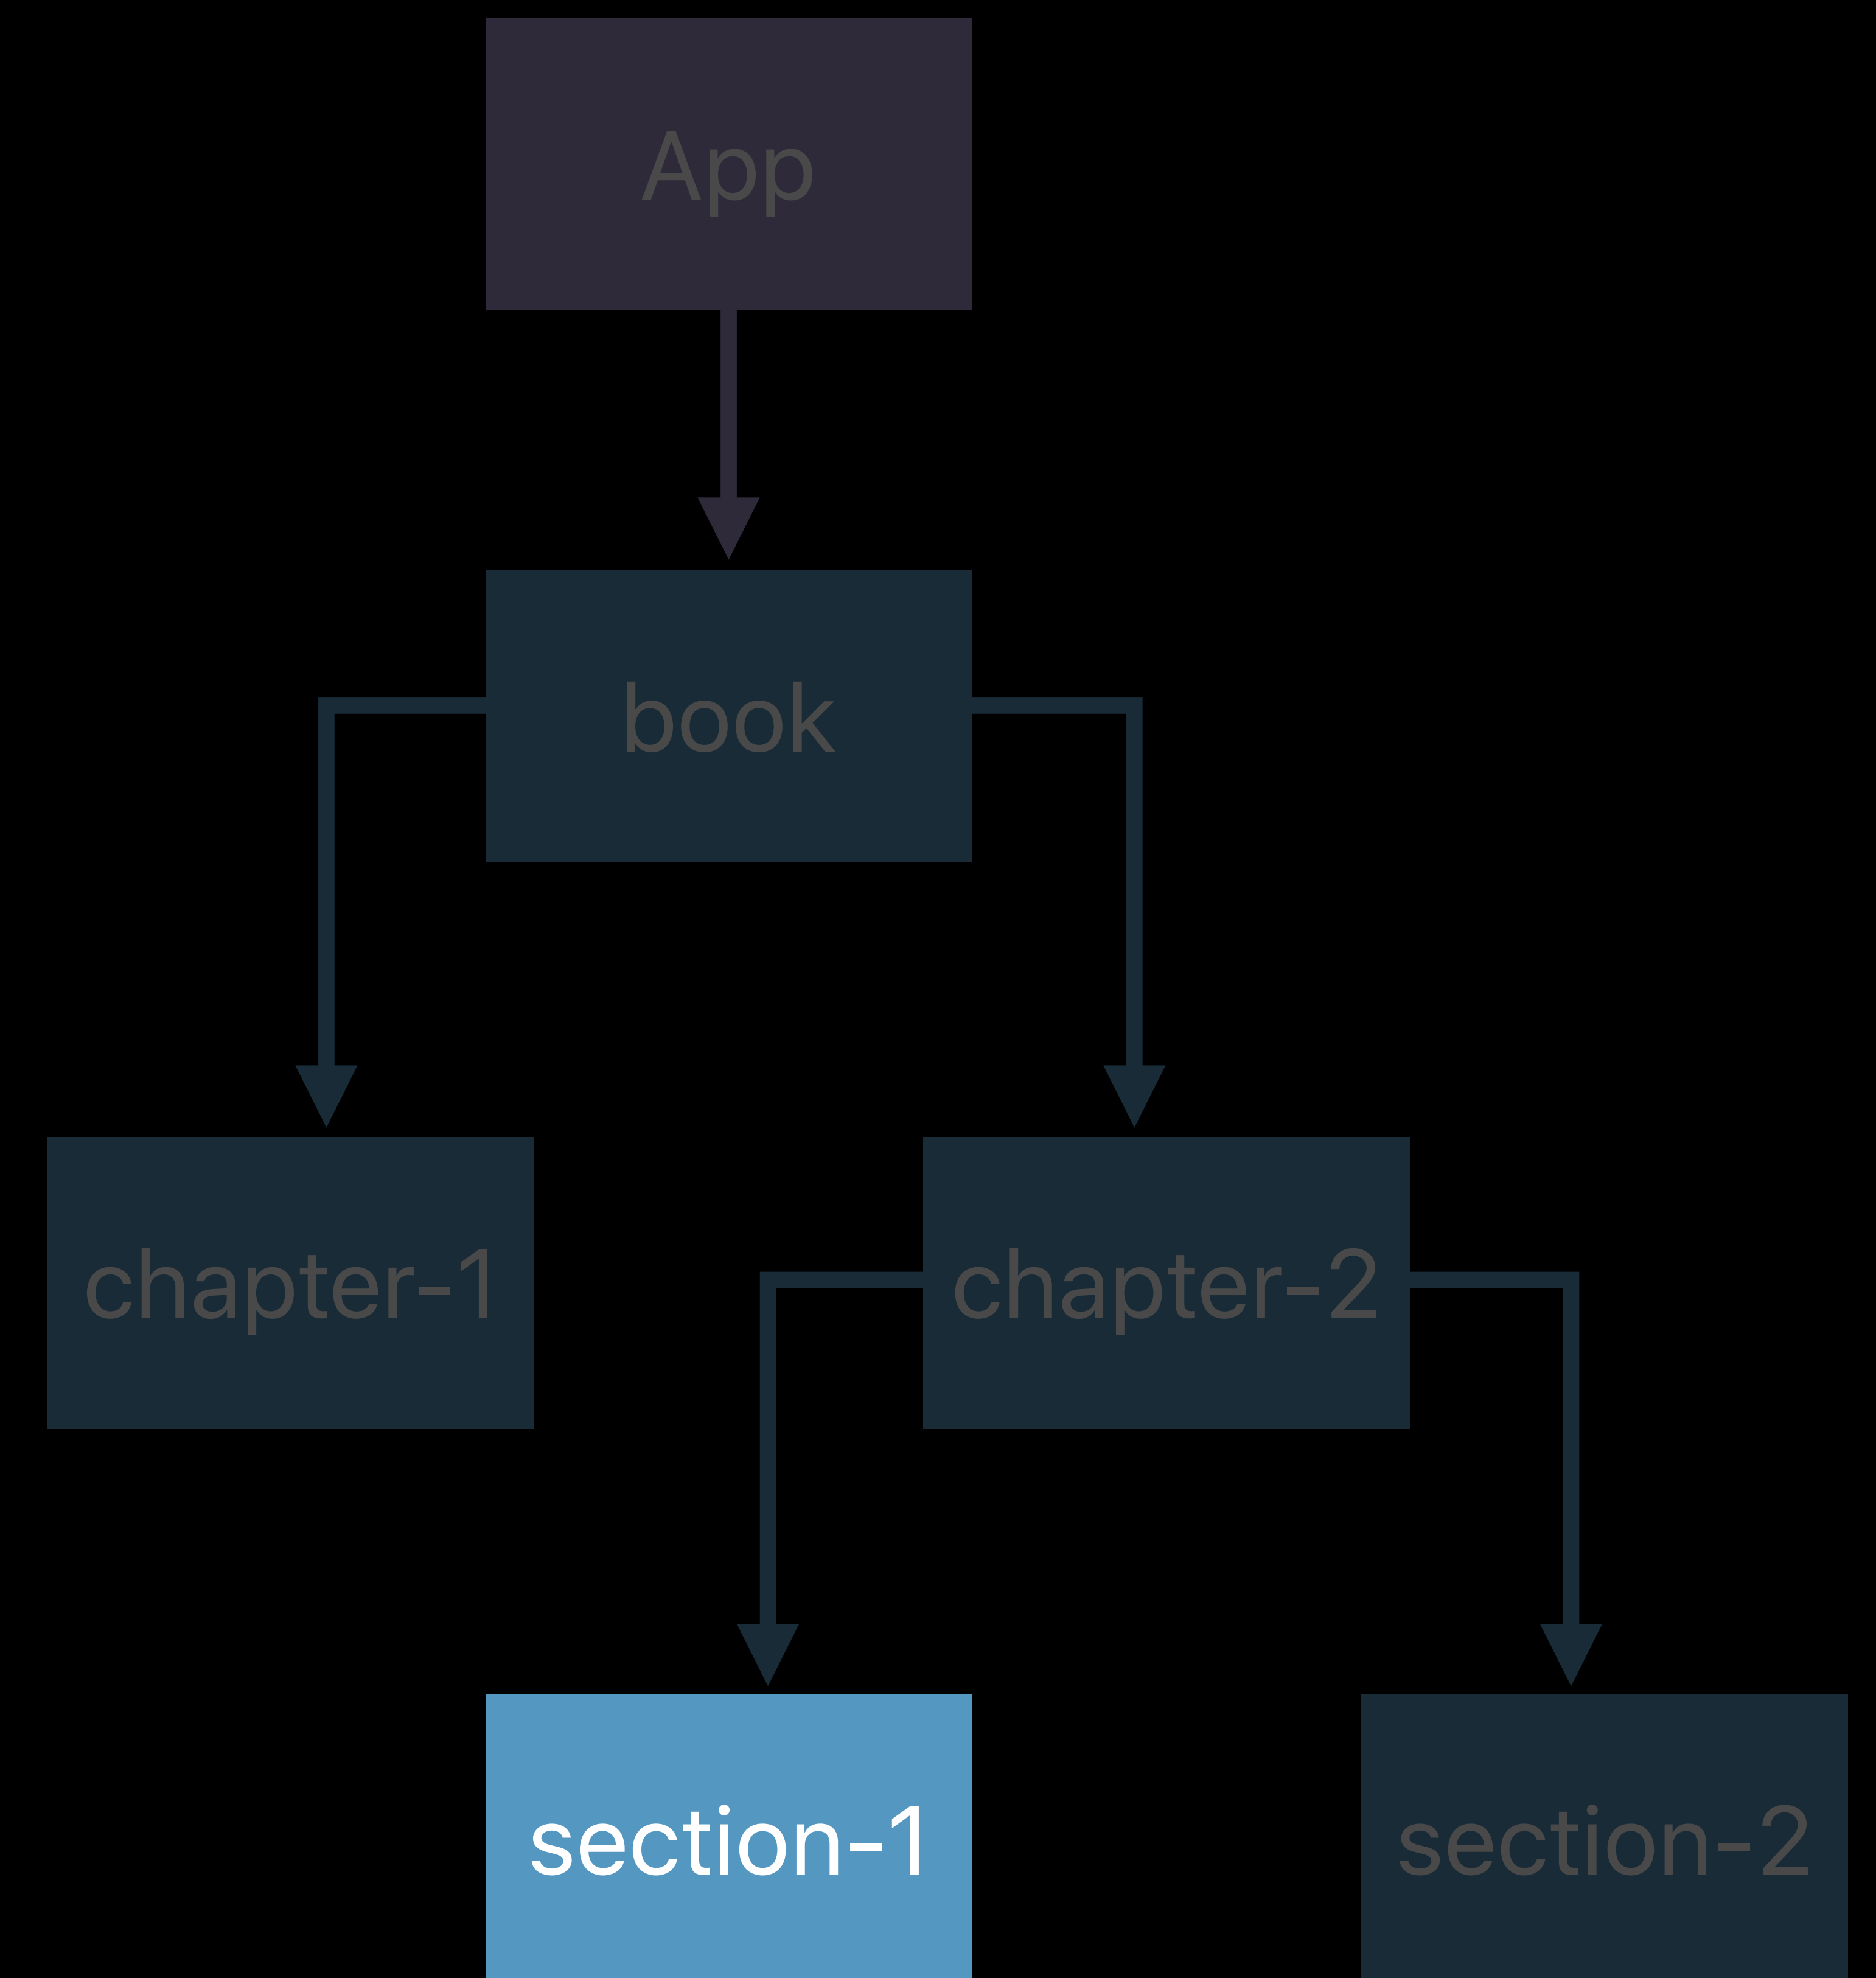 App
book
chapter-1
chapter-2
section-1
section-2